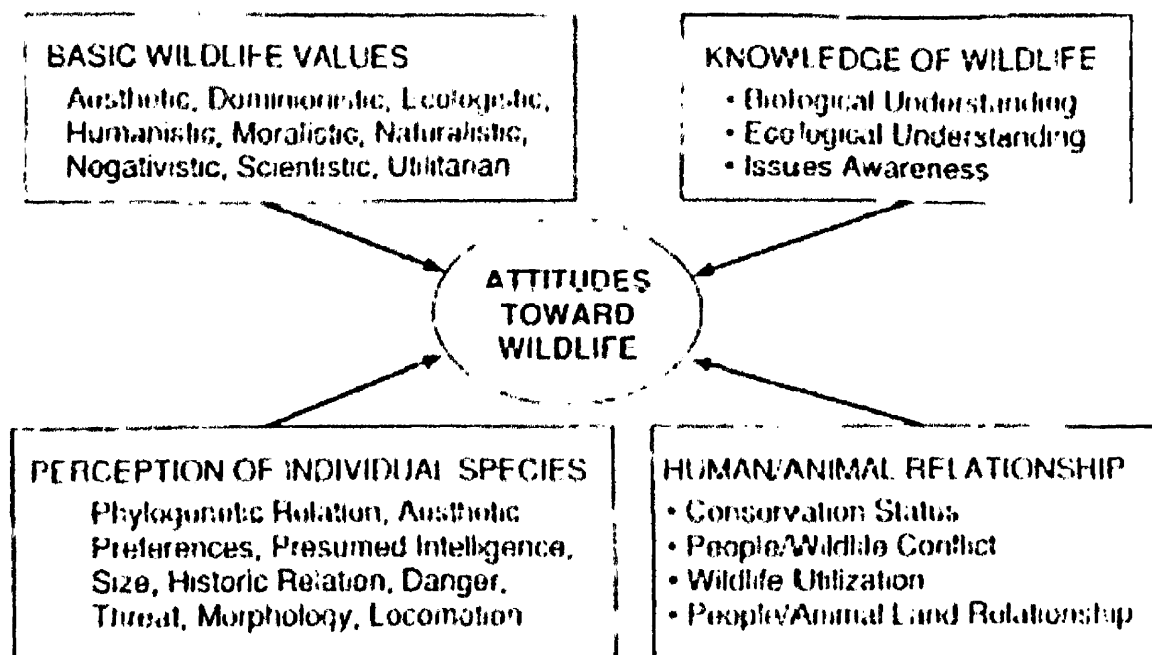 BASIC WILDLIFE VALUES
Aesthetic, Dominionistic, Ecologistic,
Humanistic, Moralistic, Naturalistic,
Negativistic, Scientistic, Utilitarian
KNOWLEDGE OF WILDLIFE
• Biological Understanding
• Ecological Understanding
• Issues Awareness
ATTITUDES
TOWARD
WILDLIFE
PERCEPTION OF INDIVIDUAL SPECIES
Phylogenetic Relation, Aesthetic
Preferences, Presumed Intelligence,
Size, Historic Relation, Danger,
Threat, Morphology, Locomotion
HUMAN/ANIMAL RELATIONSHIP
• Conservation Status
• People/Wildlife Conflict
• Wildlife Utilization
• People/Animal Land Relationship